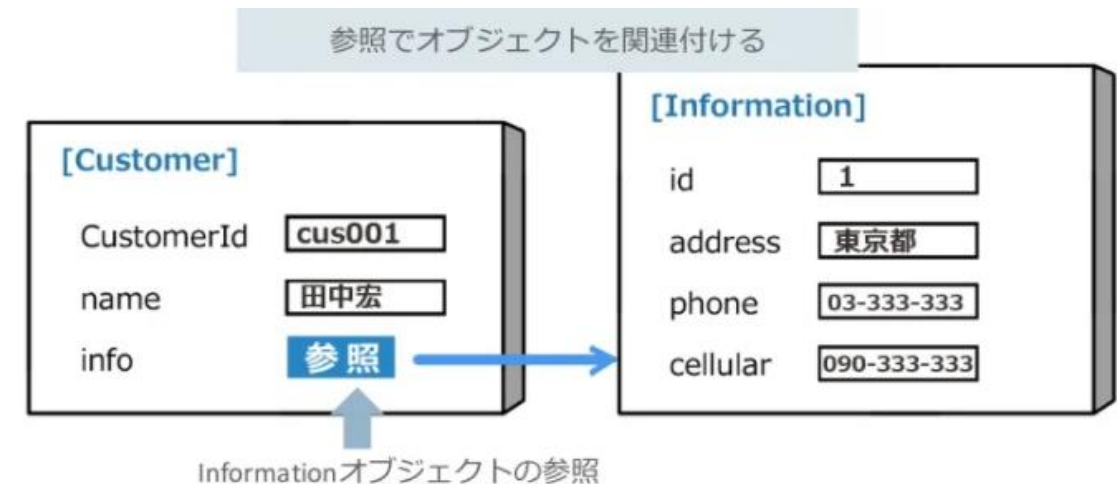 参照でオブジェクトを関連付ける
[Customer]
CustomerId cus001
name 田中宏
info 参照
[Information]
id 1
address 東京都
phone 03-333-333
cellular 090-333-333
Informationオブジェクトの参照